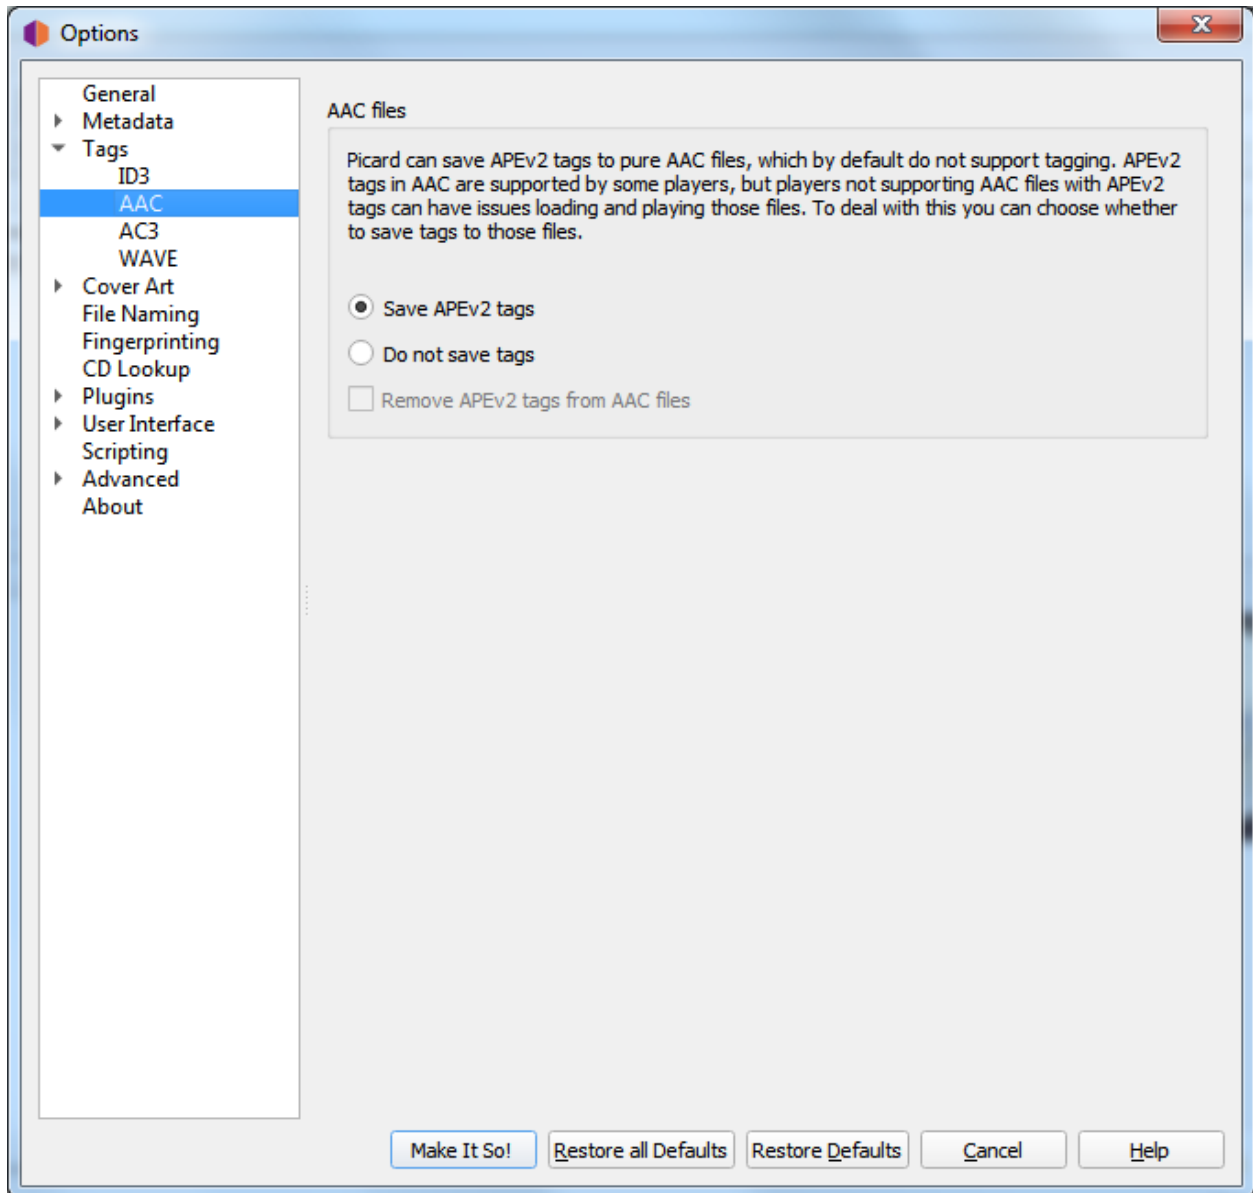 Options
General
Metadata
Tags
ID3
AAC
AC3
WAVE
Cover Art
File Naming
Fingerprinting
CD Lookup
Plugins
User Interface
Scripting
Advanced
About
AAC files
Picard can save APEv2 tags to pure AAC files, which by default do not support tagging. APEv2
tags in AAC are supported by some players, but players not supporting AAC files with APEv2
tags can have issues loading and playing those files. To deal with this you can choose whether
to save tags to those files.
Save APEv2 tags
Do not save tags
Remove APEv2 tags from AAC files
Make It So!
Restore all Defaults
Restore Defaults
Cancel
Help